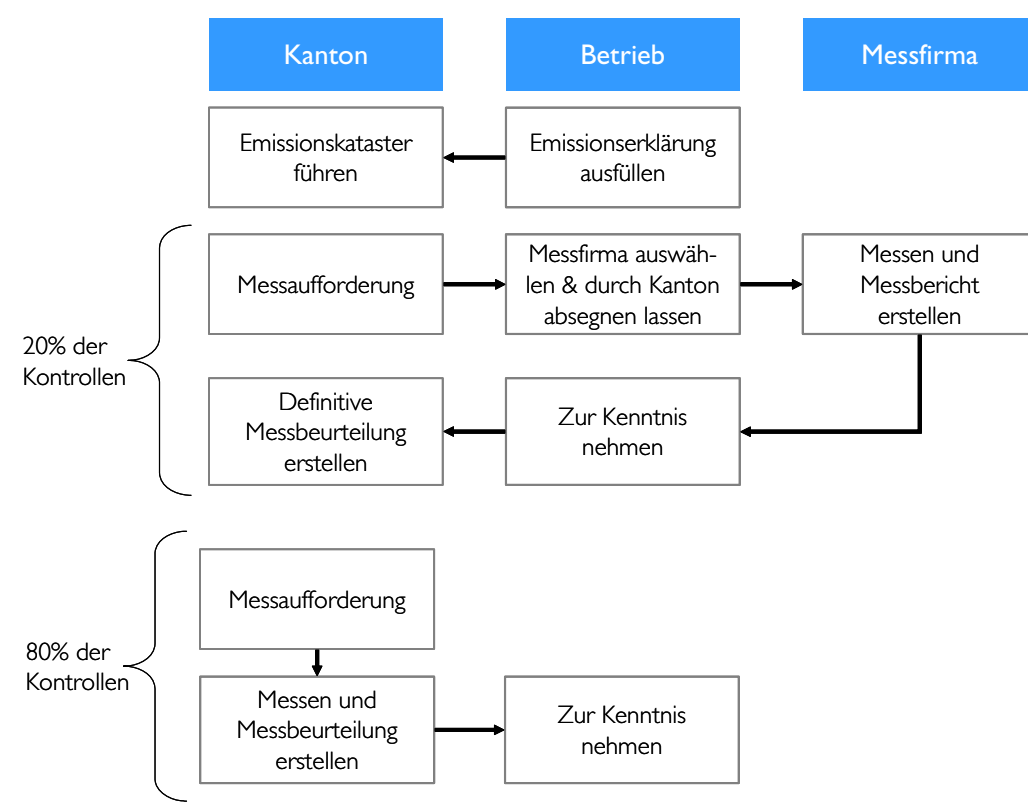 Kanton
Betrieb
Messfirma
Emissionskataster
führen
Emissionserklärung
ausfüllen
20% der
Kontrollen
Messaufforderung
Messfirma auswäh-
len & durch Kanton
absegnen lassen
Messen und
Messbericht
erstellen
Definitive
Messbeurteilung
erstellen
Zur Kenntnis
nehmen
80% der
Kontrollen
Messaufforderung
Messen und
Messbeurteilung
erstellen
Zur Kenntnis
nehmen